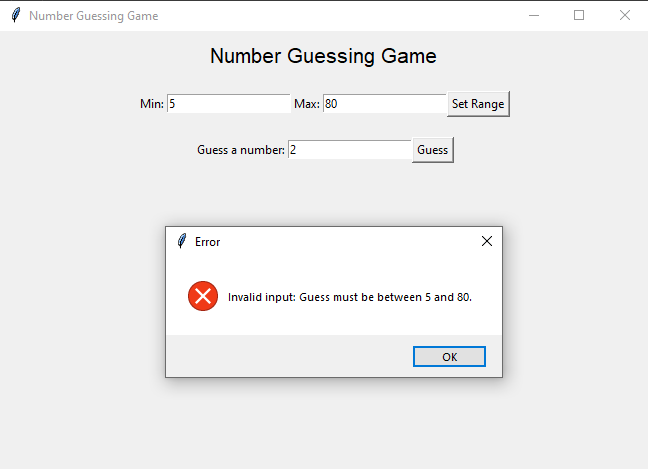 Number Guessing Game
Number Guessing Game
Min: 5 Max: 80 Set Range
Guess a number: 2 Guess
Error
Invalid input: Guess must be between 5 and 80.
OK